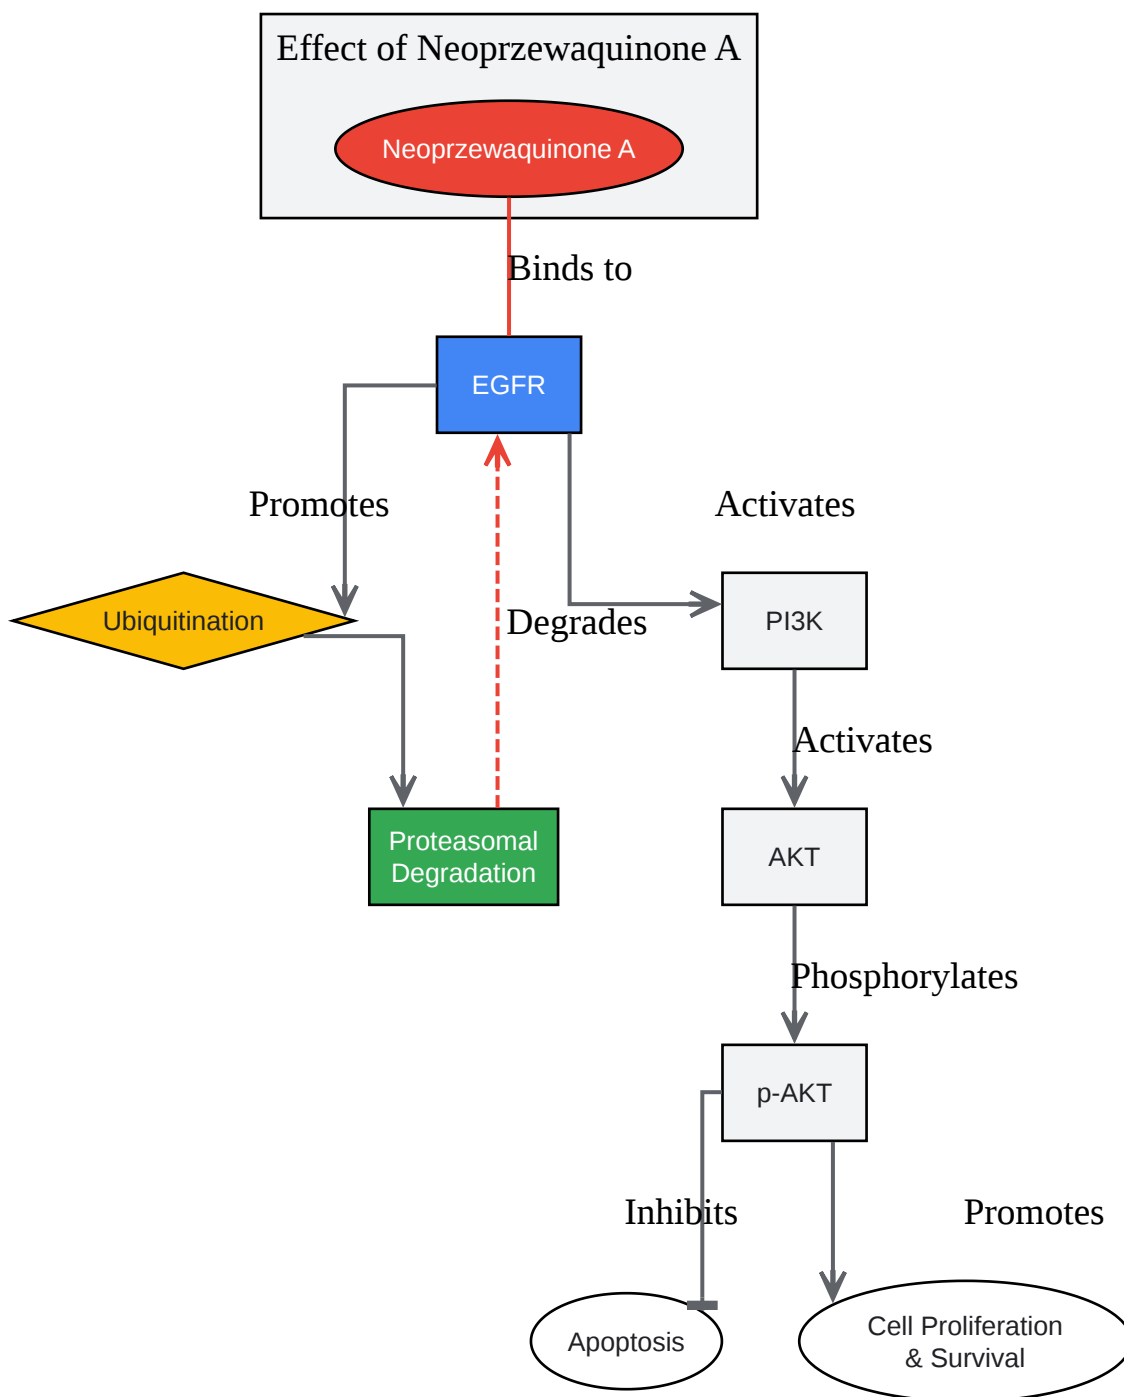 Effect of Neoprzewaquinone A
Neoprzewaquinone A
Binds to
EGFR
Promotes
Activates
Ubiquitination
Degrades
PI3K
Activates
Proteasomal
Degradation
AKT
Phosphorylates
p-AKT
Inhibits
Promotes
Apoptosis
Cell Proliferation
& Survival